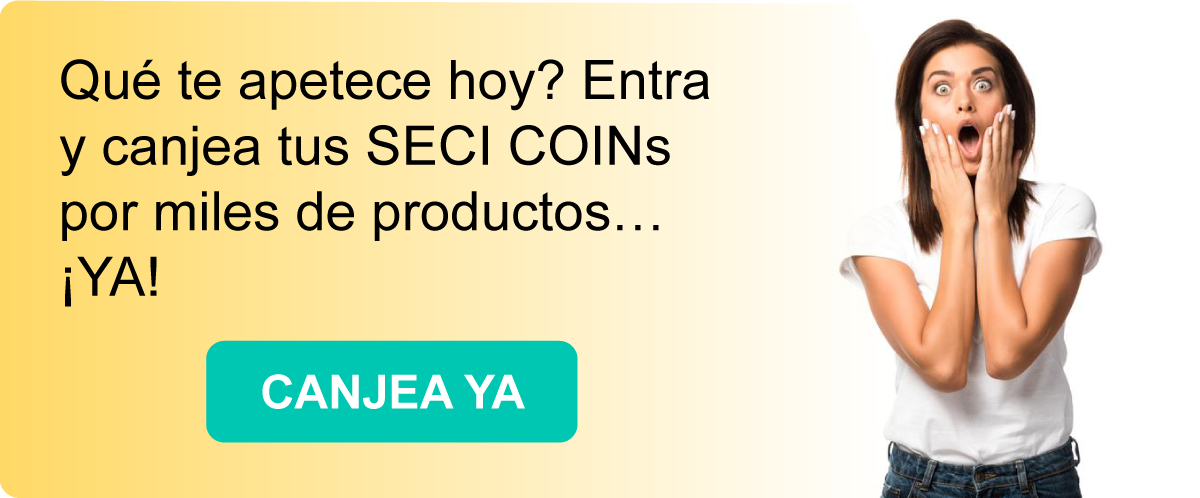 Qué te apetece hoy? Entra
y canjea tus SECI COINs
por miles de productos…
¡YA!
CANJEA YA